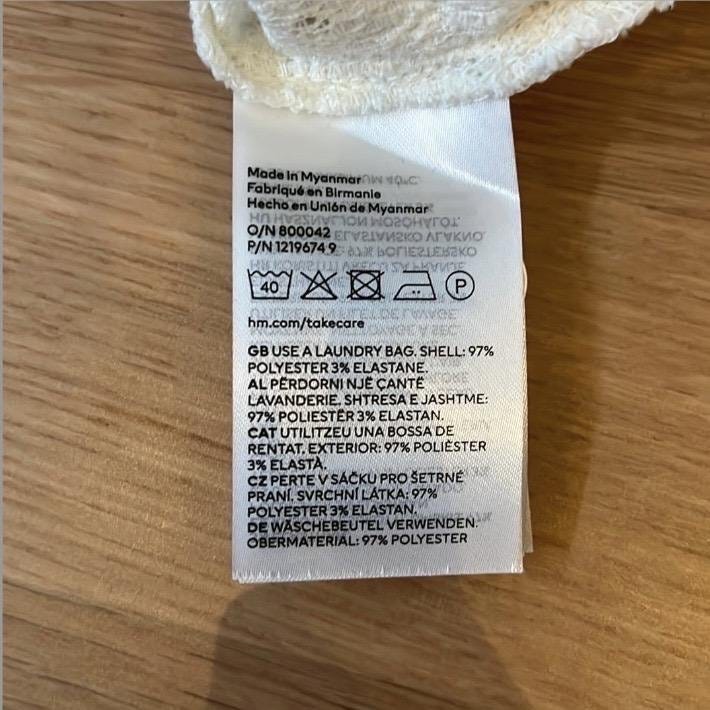 Made in Myanmar
Fabriqué en Birmanie
Hecho en Unión de Myanmar
O/N 800042
P/N 1219674 9
40
P
hm.com/takecare
GB USE A LAUNDRY BAG. SHELL: 97%
POLYESTER 3% ELASTANE.
AL PËRDORNI NJË ÇANTË
LAVANDERIE. SHTRESA E JASHTME:
97% POLIESTËR 3% ELASTAN.
CAT UTILITZEU UNA BOSSA DE
RENTAT. EXTERIOR: 97% POLIÈSTER
3% ELASTÀ.
CZ PERTE V SÁČKU PRO ŠETRNÉ
PRANÍ. SVRCHNÍ LÁTKA: 97%
POLYESTER 3% ELASTAN.
DE WÄSCHEBEUTEL VERWENDEN.
OBERMATERIAL: 97% POLYESTER